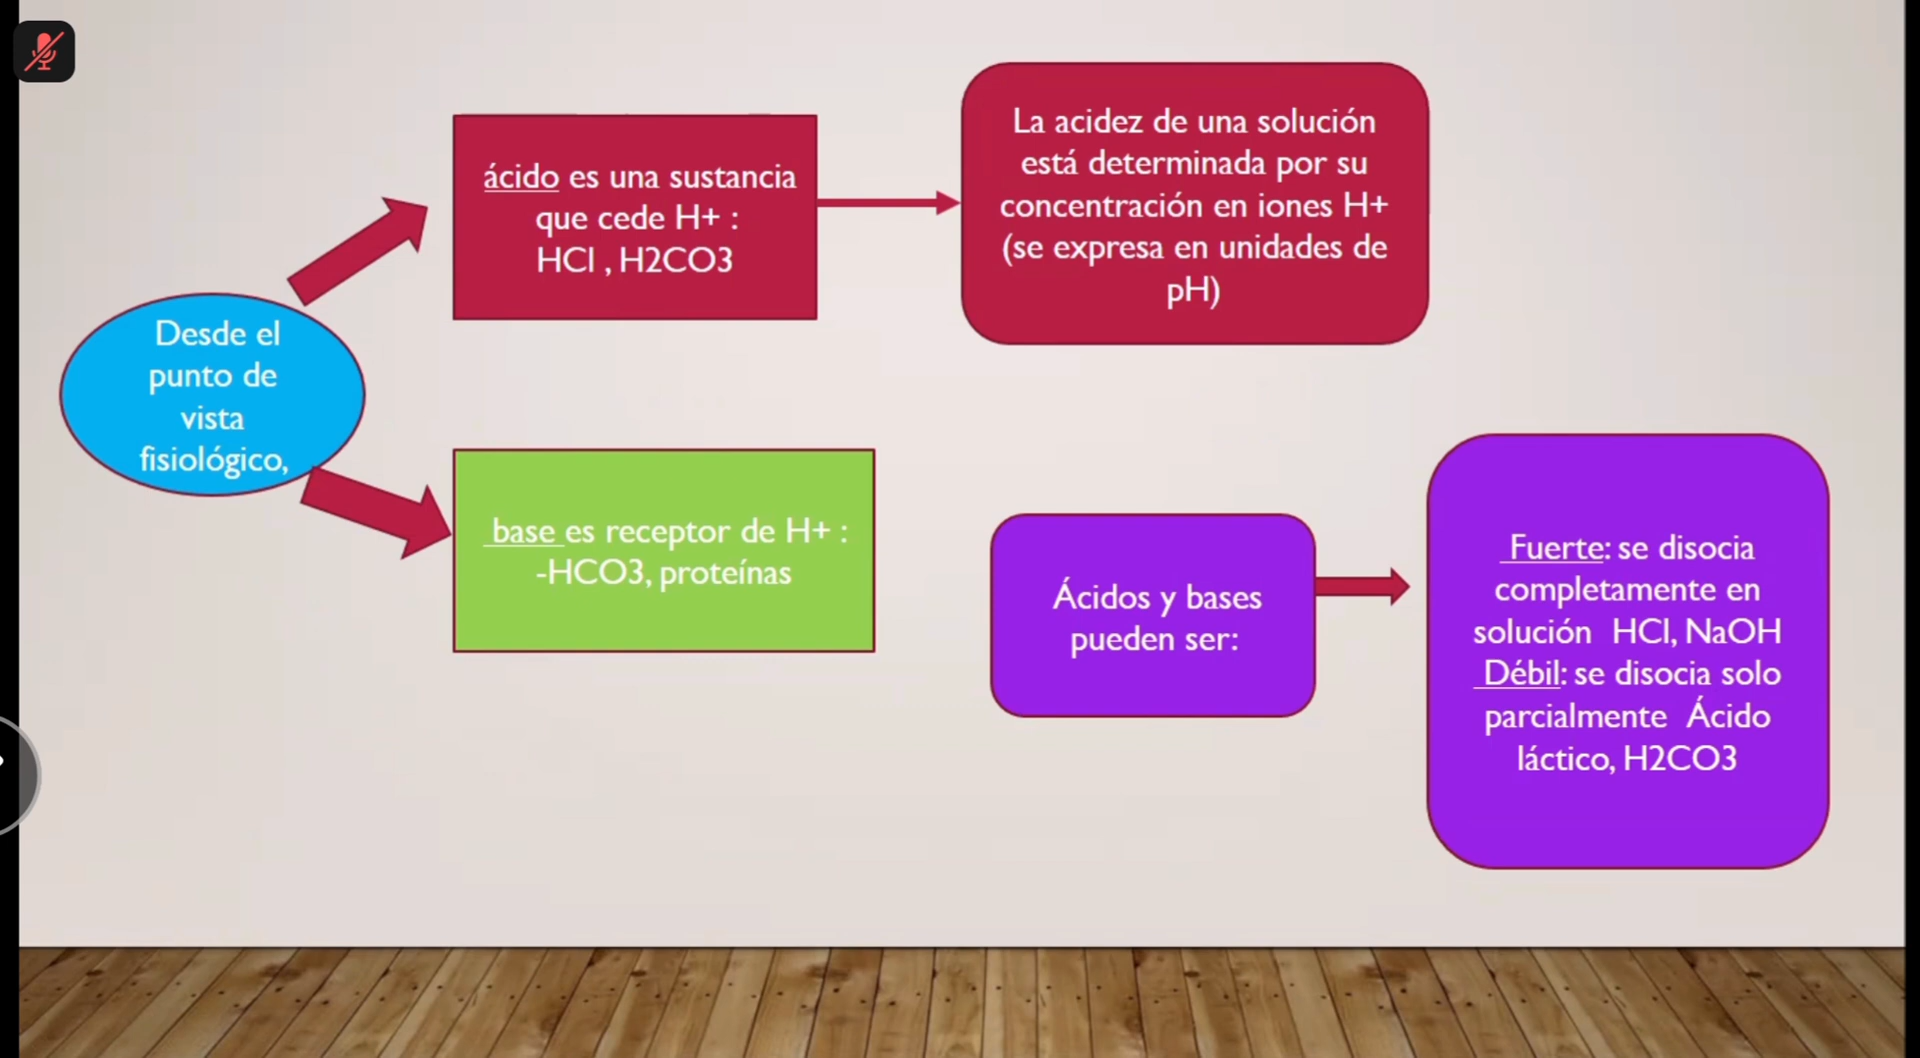 Desde el
punto de
vista
fisiológico,
ácido es una sustancia
que cede H+ :
HCl , H2CO3
La acidez de una solución
está determinada por su
concentración en iones H+
(se expresa en unidades de
pH)
base es receptor de H+ :
-HCO3, proteínas
Ácidos y bases
pueden ser:
Fuerte: se disocia
completamente en
solución HCl, NaOH
Débil: se disocia solo
parcialmente Ácido
láctico, H2CO3